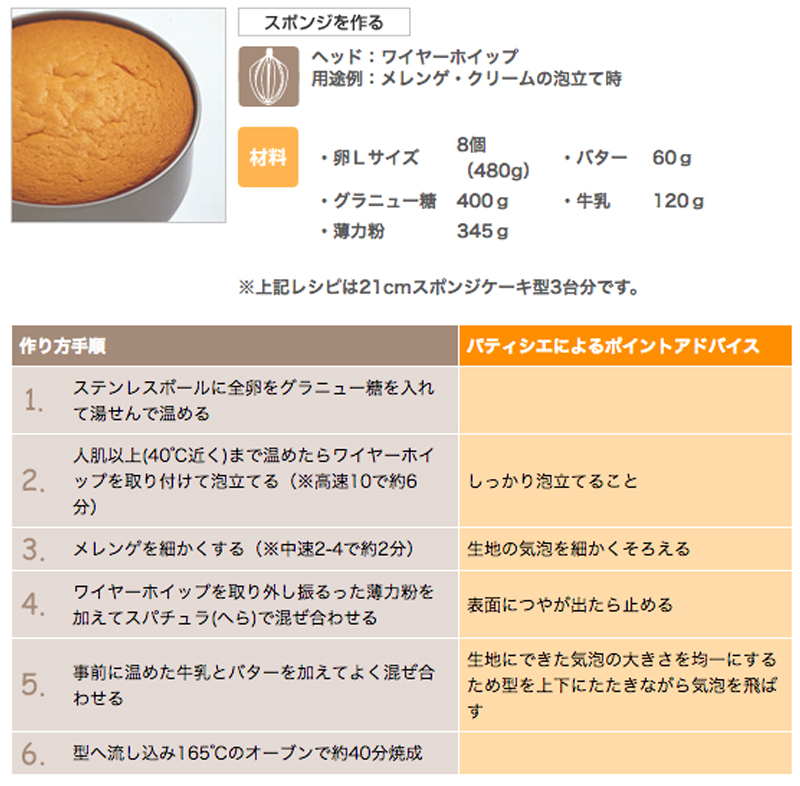 スポンジを作る
ヘッド：ワイヤーホイップ
用途例：メレンゲ・クリームの泡立て時
材料
・卵Ｌサイズ 8個（480g）
・バター 60ｇ
・グラニュー糖 400ｇ
・牛乳 120ｇ
・薄力粉 345ｇ
※上記レシピは21cmスポンジケーキ型3台分です。
作り方手順 パティシエによるポイントアドバイス
1. ステンレスボールに全卵をグラニュー糖を入れ
て湯せんで温める
2. 人肌以上(40℃近く)まで温めたらワイヤーホイ
ップを取り付けて泡立てる（※高速10で約6
分）
しっかり泡立てること
3. メレンゲを細かくする（※中速2-4で約2分）
生地の気泡を細かくそろえる
4. ワイヤーホイップを取り外し振るった薄力粉を
加えてスパチュラ(へら)で混ぜ合わせる
表面につやが出たら止める
5. 事前に温めた牛乳とバターを加えてよく混ぜ合
わせる
生地にできた気泡の大きさを均一にする
ため型を上下にたたきながら気泡を飛ば
す
6. 型へ流し込み165℃のオーブンで約40分焼成